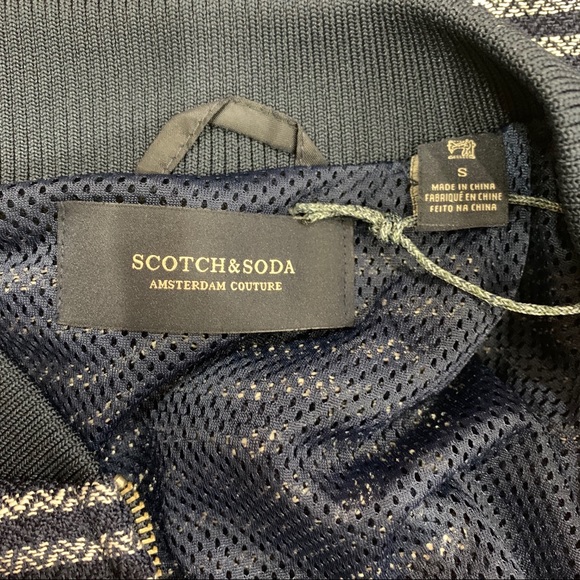 SCOTCH&SODA
AMSTERDAM COUTURE
S
MADE IN CHINA
FABRIQUÉ EN CHINE
FEITO NA CHINA